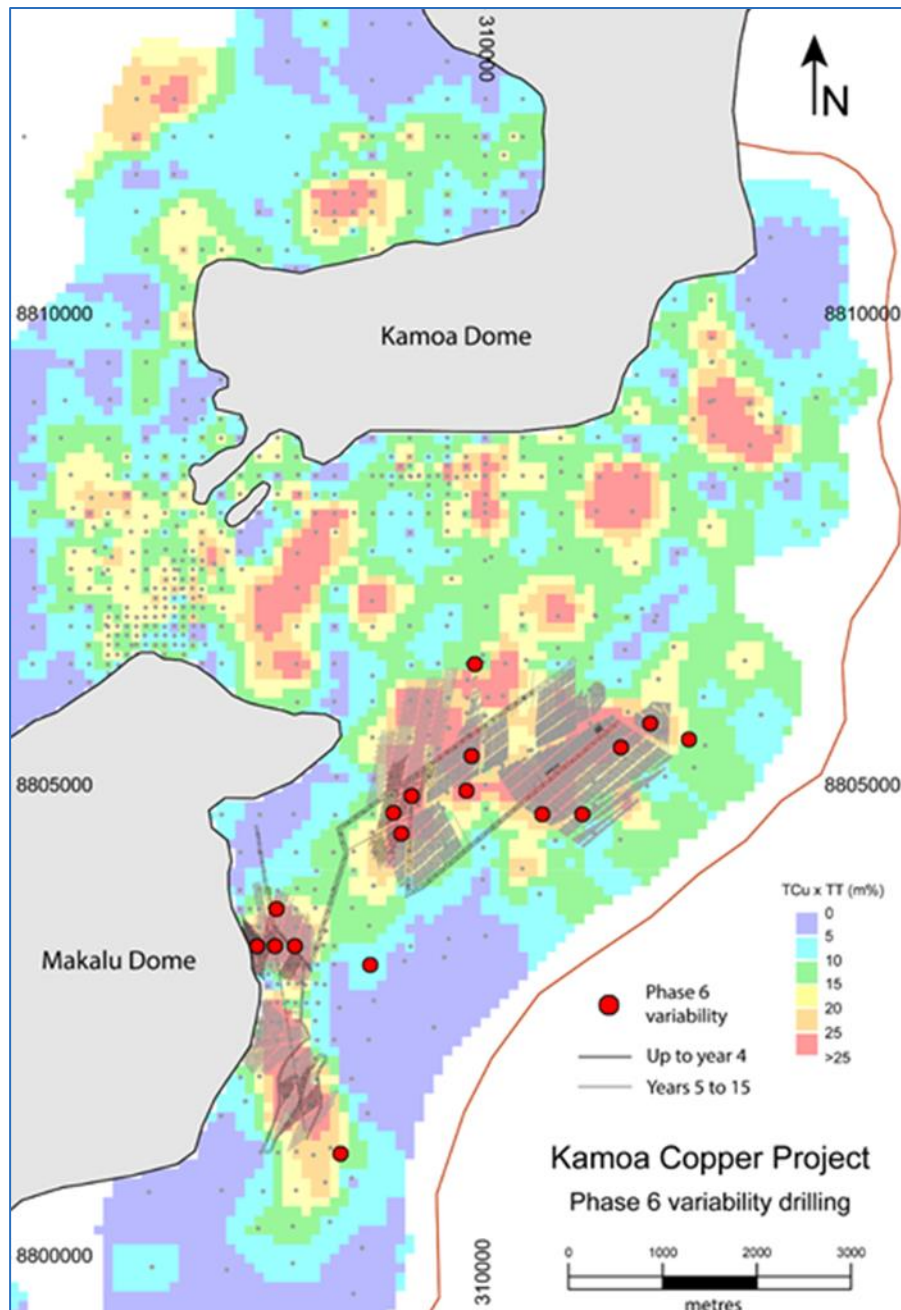 310000
N
8810000
8810000
Kamoa Dome
8805000
8805000
TCu x TT (m%)
0
5
10
15
20
25
>25
Makalu Dome
Phase 6
variability
Up to year 4
Years 5 to 15
Kamoa Copper Project
Phase 6 variability drilling
8800000
310000
0
1000
2000
3000
metres